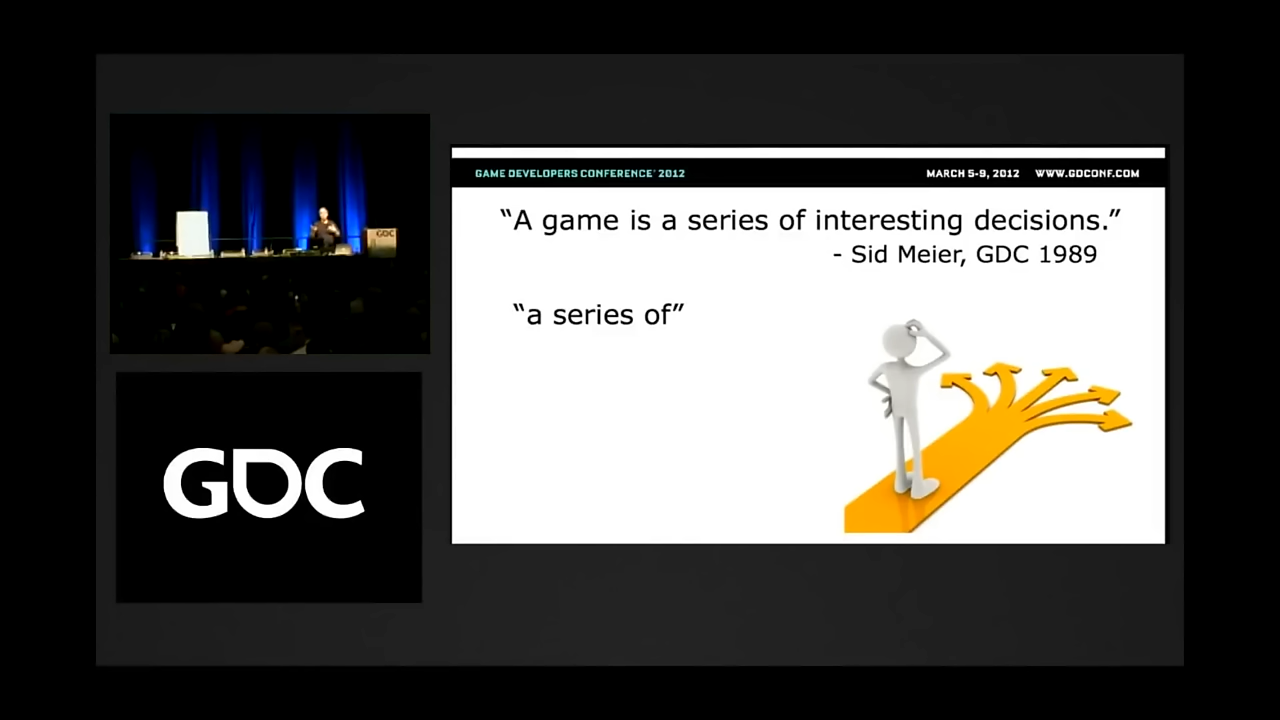 GDC
GDC
GAME DEVELOPERS CONFERENCE® 2012
MARCH 5-9, 2012 WWW.GDCONF.COM
“A game is a series of interesting decisions.”
- Sid Meier, GDC 1989
“a series of”